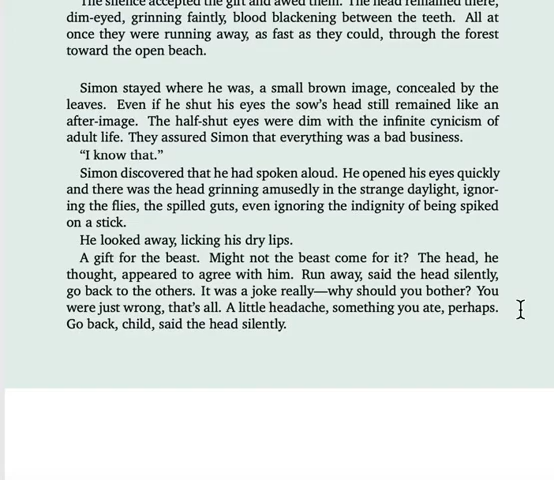 The silence accepted the gift and awed them. The head remained there,
dim-eyed, grinning faintly, blood blackening between the teeth. All at
once they were running away, as fast as they could, through the forest
toward the open beach.
Simon stayed where he was, a small brown image, concealed by the
leaves. Even if he shut his eyes the sow’s head still remained like an
after-image. The half-shut eyes were dim with the infinite cynicism of
adult life. They assured Simon that everything was a bad business.
“I know that.”
Simon discovered that he had spoken aloud. He opened his eyes quickly
and there was the head grinning amusedly in the strange daylight, ignor-
ing the flies, the spilled guts, even ignoring the indignity of being spiked
on a stick.
He looked away, licking his dry lips.
A gift for the beast. Might not the beast come for it? The head, he
thought, appeared to agree with him. Run away, said the head silently,
go back to the others. It was a joke really—why should you bother? You
were just wrong, that’s all. A little headache, something you ate, perhaps.
Go back, child, said the head silently.